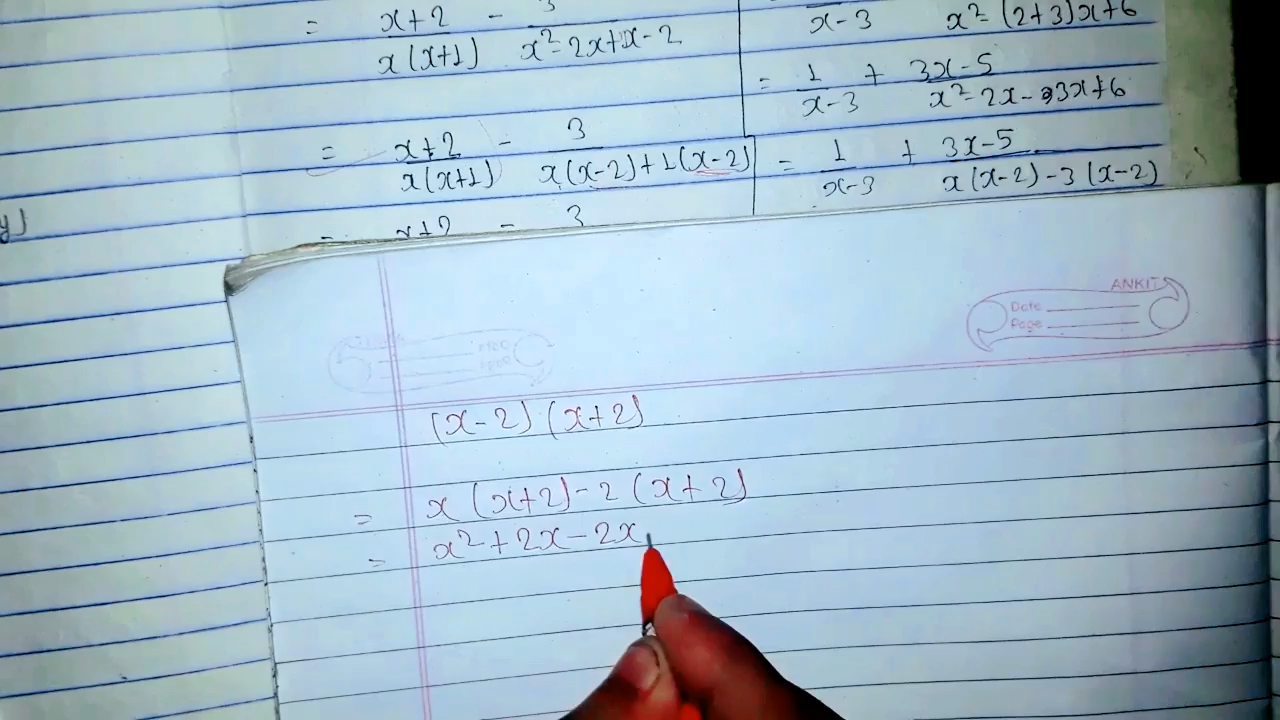 = x+2 / x(x+1) - 3 / x²-2x+x-2
= x+2 / x(x+1) - 3 / x(x-2)+1(x-2)
= x+2 - 3
x-3 x²-(2+3)x+6
= 1 / x-3 + 3x-5 / x²-2x-3x+6
= 1 / x-3 + 3x-5 / x(x-2)-3(x-2)
ANKIT
Date
Page
(x-2) (x+2)
= x (x+2)-2 (x+2)
= x²+2x-2x